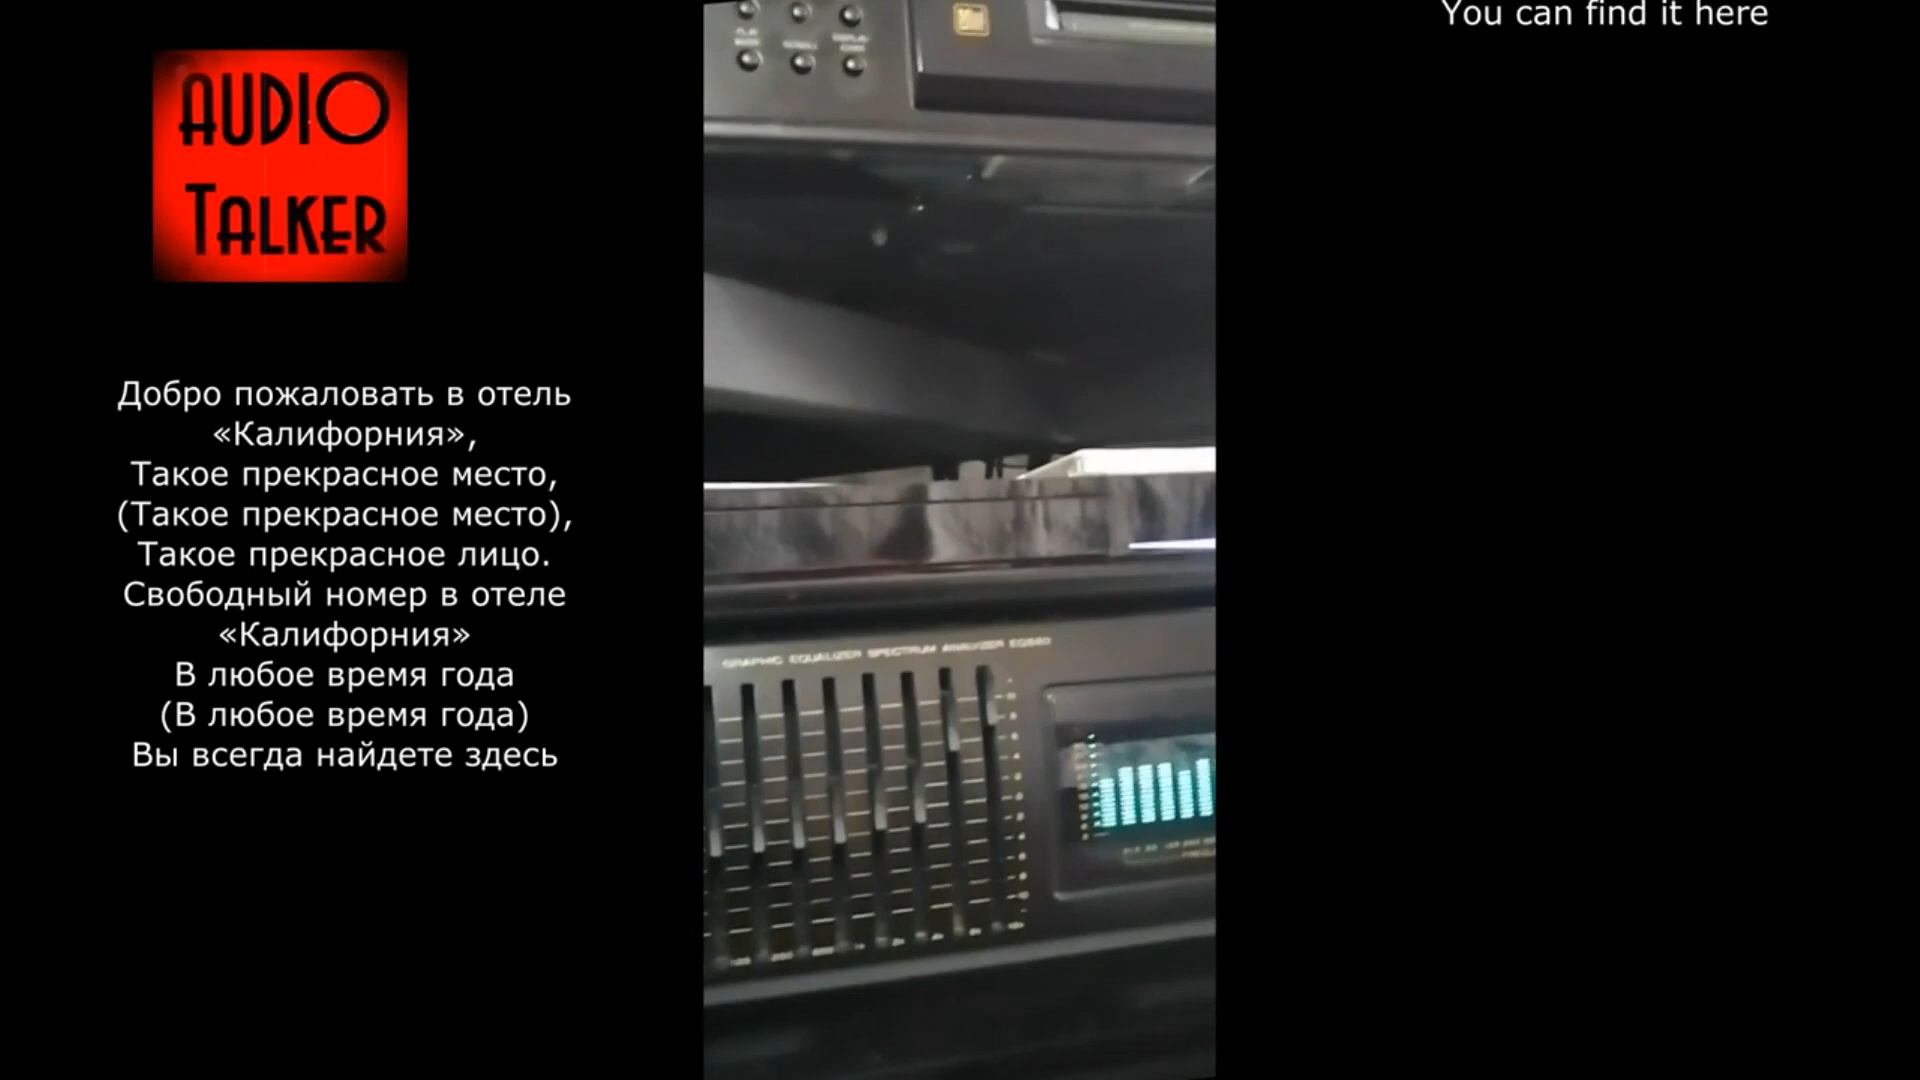 You can find it here
AUDIO
TALKER
Добро пожаловать в отель
«Калифорния»,
Такое прекрасное место,
(Такое прекрасное место),
Такое прекрасное лицо.
Свободный номер в отеле
«Калифорния»
В любое время года
(В любое время года)
Вы всегда найдете здесь
GRAPHIC EQUALIZER SPECTRUM ANALYZER